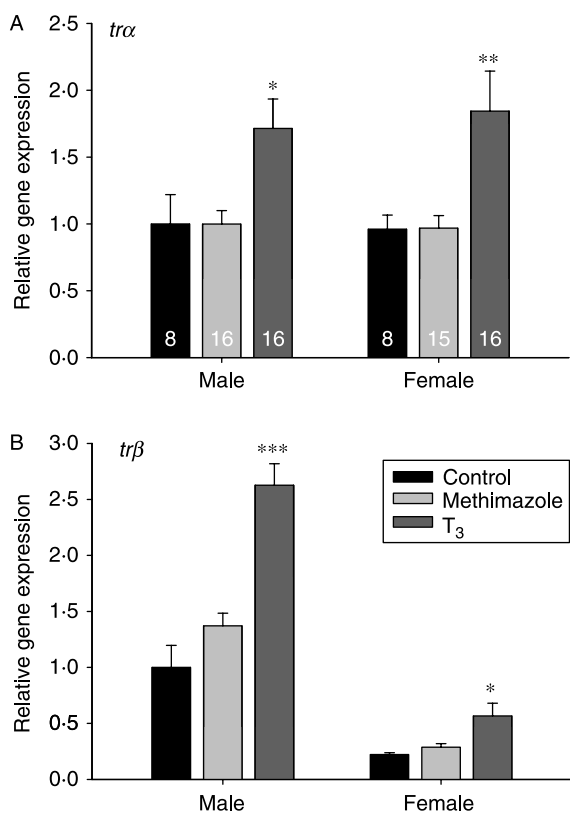 A
trα
Relative gene expression
2·5
2·0
1·5
1·0
0·5
0·0
*
**
8
16
16
8
15
16
Male
Female
B
trβ
Relative gene expression
3·0
2·5
2·0
1·5
1·0
0·5
0·0
***
*
Control
Methimazole
T₃
Male
Female